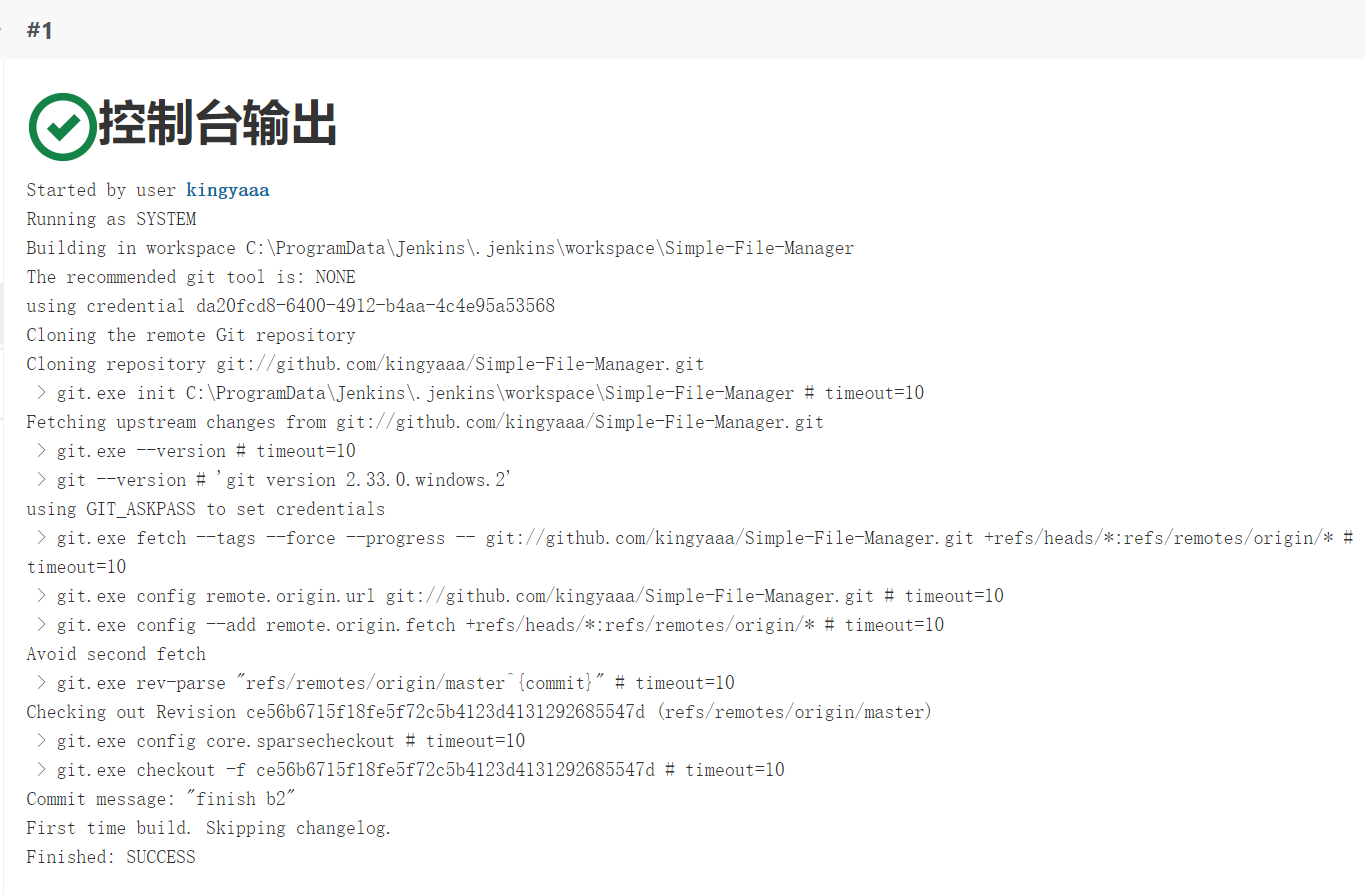 #1
控制台输出
Started by user kingyaaa
Running as SYSTEM
Building in workspace C:\ProgramData\Jenkins\.jenkins\workspace\Simple-File-Manager
The recommended git tool is: NONE
using credential da20fcd8-6400-4912-b4aa-4c4e95a53568
Cloning the remote Git repository
Cloning repository git://github.com/kingyaaa/Simple-File-Manager.git
 > git.exe init C:\ProgramData\Jenkins\.jenkins\workspace\Simple-File-Manager # timeout=10
Fetching upstream changes from git://github.com/kingyaaa/Simple-File-Manager.git
 > git.exe --version # timeout=10
 > git --version # 'git version 2.33.0.windows.2'
using GIT_ASKPASS to set credentials
 > git.exe fetch --tags --force --progress -- git://github.com/kingyaaa/Simple-File-Manager.git +refs/heads/*:refs/remotes/origin/* #
timeout=10
 > git.exe config remote.origin.url git://github.com/kingyaaa/Simple-File-Manager.git # timeout=10
 > git.exe config --add remote.origin.fetch +refs/heads/*:refs/remotes/origin/* # timeout=10
Avoid second fetch
 > git.exe rev-parse "refs/remotes/origin/master^{commit}" # timeout=10
Checking out Revision ce56b6715f18fe5f72c5b4123d4131292685547d (refs/remotes/origin/master)
 > git.exe config core.sparsecheckout # timeout=10
 > git.exe checkout -f ce56b6715f18fe5f72c5b4123d4131292685547d # timeout=10
Commit message: "finish b2"
First time build. Skipping changelog.
Finished: SUCCESS